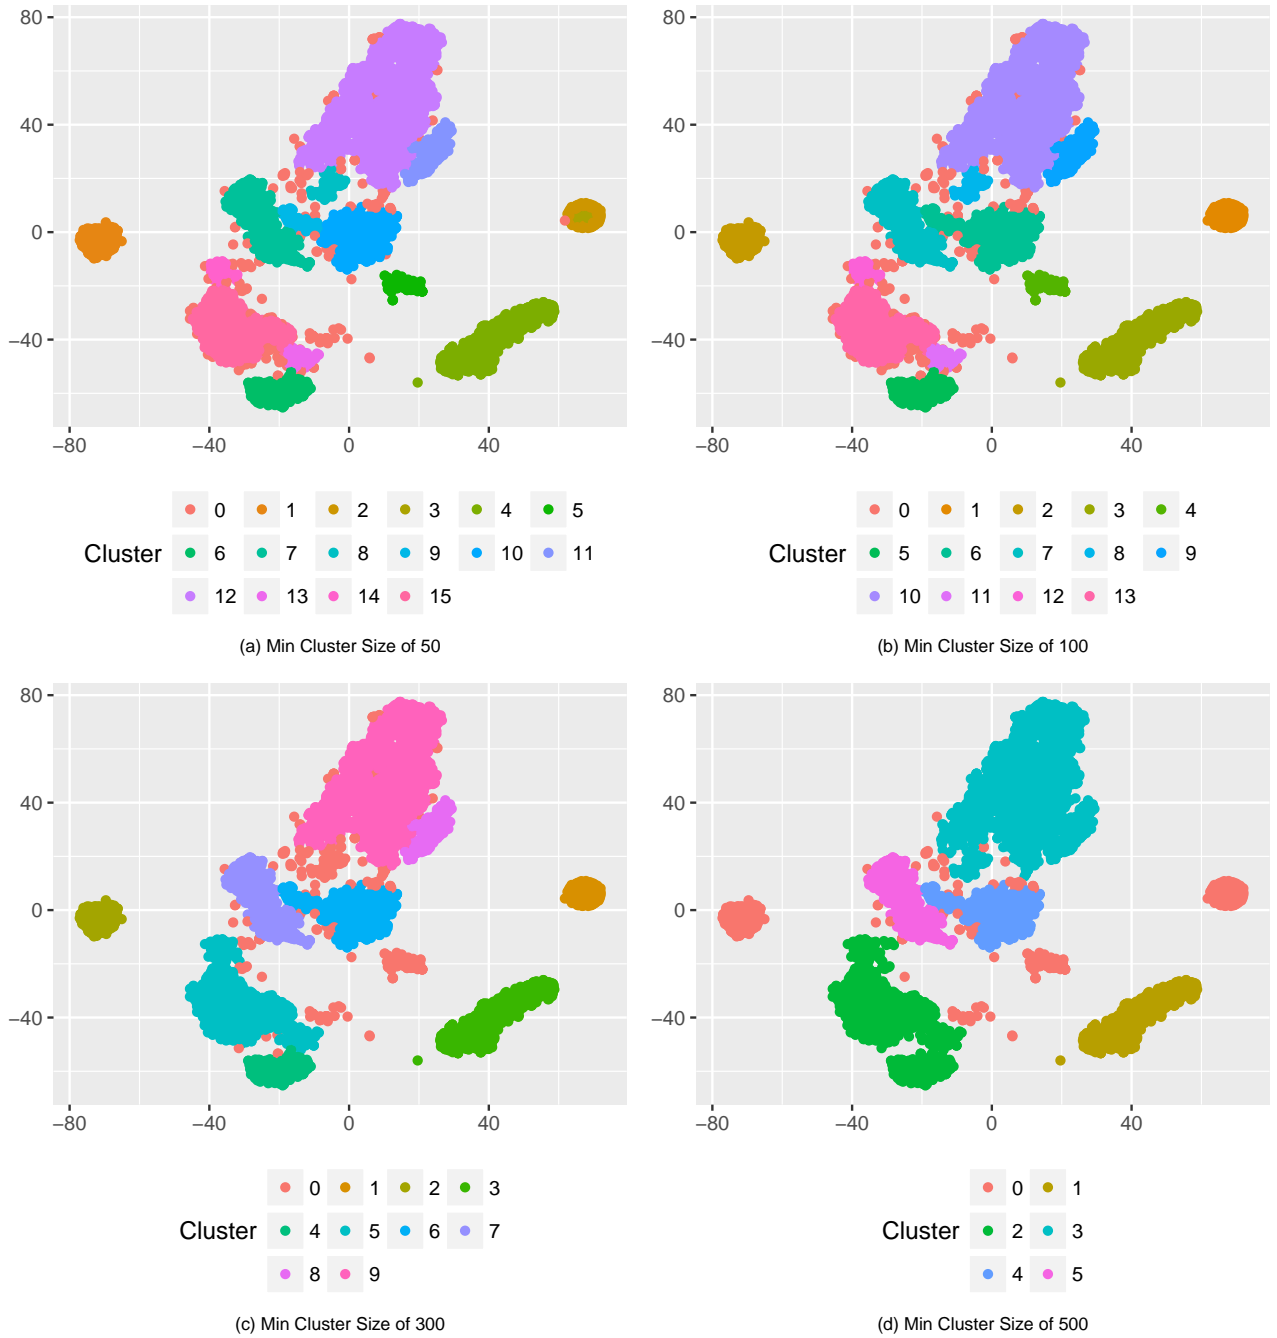 80
40
0
−40
−80 −40 0 40
Cluster
0 1 2 3 4 5
6 7 8 9 10 11
12 13 14 15
(a) Min Cluster Size of 50
80
40
0
−40
−80 −40 0 40
Cluster
0 1 2 3 4
5 6 7 8 9
10 11 12 13
(b) Min Cluster Size of 100
80
40
0
−40
−80 −40 0 40
Cluster
0 1 2 3
4 5 6 7
8 9
(c) Min Cluster Size of 300
80
40
0
−40
−80 −40 0 40
Cluster
0 1
2 3
4 5
(d) Min Cluster Size of 500